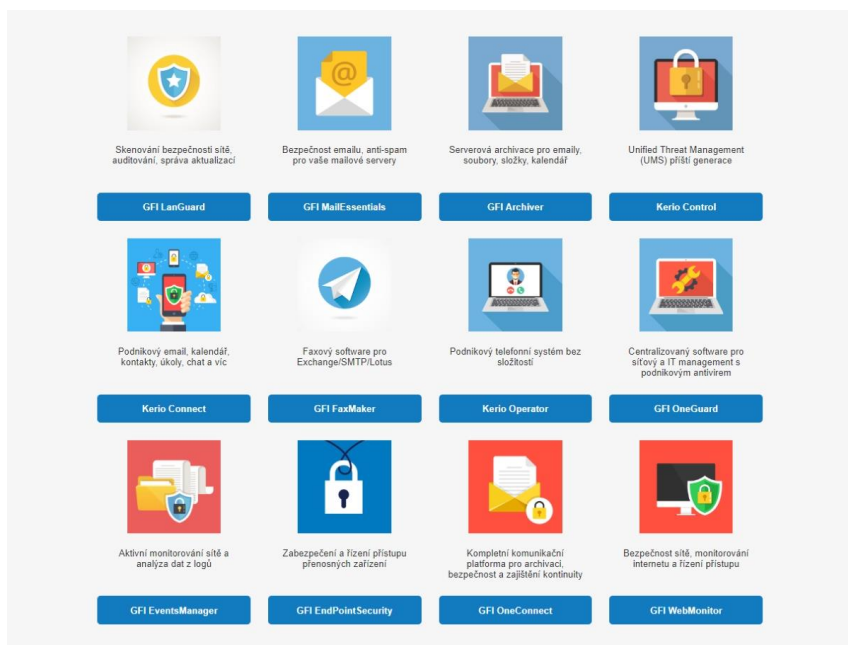 Skenování bezpečnosti sítě,
auditování, správa aktualizací
GFI LanGuard
Bezpečnost emailu, anti-spam
pro vaše mailové servery
GFI MailEssentials
Serverová archivace pro emaily,
soubory, složky, kalendář
GFI Archiver
Unified Threat Management
(UMS) příští generace
Kerio Control
Podnikový email, kalendář,
kontakty, úkoly, chat a víc
Kerio Connect
Faxový software pro
Exchange/SMTP/Lotus
GFI FaxMaker
Podnikový telefonní systém bez
složitostí
Kerio Operator
Centralizovaný software pro
síťový a IT management s
podnikovým antivirem
GFI OneGuard
Aktivní monitorování sítě a
analýza dat z logů
GFI EventsManager
Zabezpečení a řízení přístupu
přenosných zařízení
GFI EndPointSecurity
Kompletní komunikační
platforma pro archivaci,
bezpečnost a zajištění kontinuity
GFI OneConnect
Bezpečnost sítě, monitorování
internetu a řízení přístupu
GFI WebMonitor